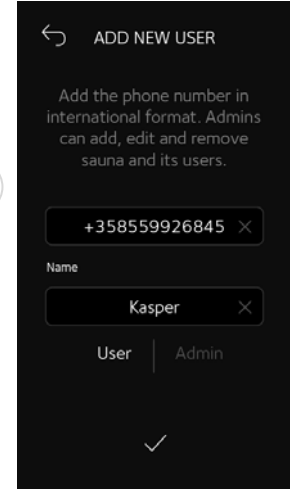 ADD NEW USER
Add the phone number in
international format. Admins
can add, edit and remove
sauna and its users.
+358559926845
Name
Kasper
User Admin